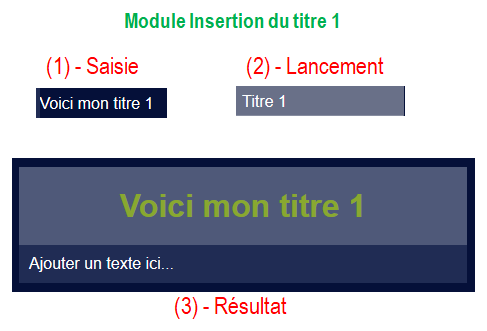 Module Insertion du titre 1
(1) - Saisie
(2) - Lancement
Voici mon titre 1
Titre 1
Voici mon titre 1
Ajouter un texte ici...
(3) - Résultat